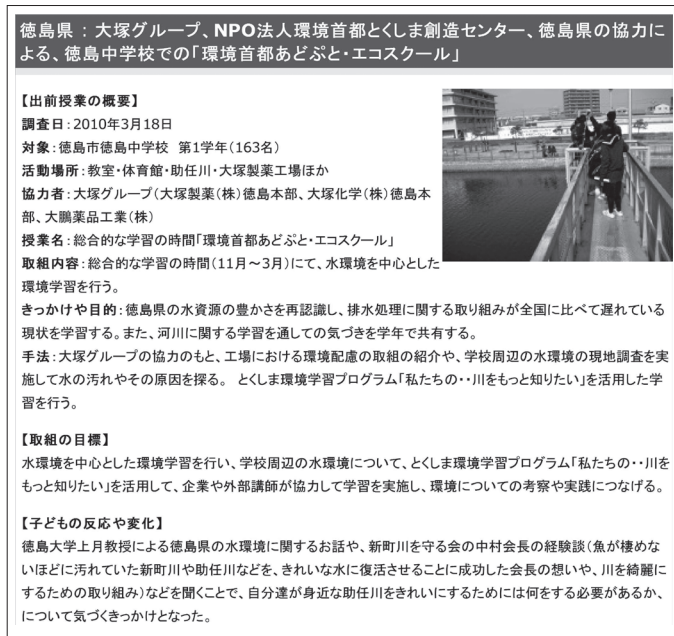 徳島県：大塚グループ、NPO法人環境首都とくしま創造センター、徳島県の協力に
よる、徳島中学校での「環境首都あどぷと・エコスクール」
【出前授業の概要】
調査日：2010年3月18日
対象：徳島市徳島中学校　第1学年（163名）
活動場所：教室・体育館・助任川・大塚製薬工場ほか
協力者：大塚グループ（大塚製薬（株）徳島本部、大塚化学（株）徳島本
部、大鵬薬品工業（株）
授業名：総合的な学習の時間「環境首都あどぷと・エコスクール」
取組内容：総合的な学習の時間（11月～3月）にて、水環境を中心とした
環境学習を行う。
きっかけや目的：徳島県の水資源の豊かさを再認識し、排水処理に関する取り組みが全国に比べて遅れている
現状を学習する。また、河川に関する学習を通しての気づきを学年で共有する。
手法：大塚グループの協力のもと、工場における環境配慮の取組の紹介や、学校周辺の水環境の現地調査を実
施して水の汚れやその原因を探る。　とくしま環境学習プログラム「私たちの・・川をもっと知りたい」を活用した学
習を行う。
【取組の目標】
水環境を中心とした環境学習を行い、学校周辺の水環境について、とくしま環境学習プログラム「私たちの・・川を
もっと知りたい」を活用して、企業や外部講師が協力して学習を実施し、環境についての考察や実践につなげる。
【子どもの反応や変化】
徳島大学上月教授による徳島県の水環境に関するお話や、新町川を守る会の中村会長の経験談（魚が棲めな
いほどに汚れていた新町川や助任川などを、きれいな水に復活させることに成功した会長の想いや、川を綺麗に
するための取り組み）などを聞くことで、自分達が身近な助任川をきれいにするためには何をする必要があるか、
について気づくきっかけとなった。